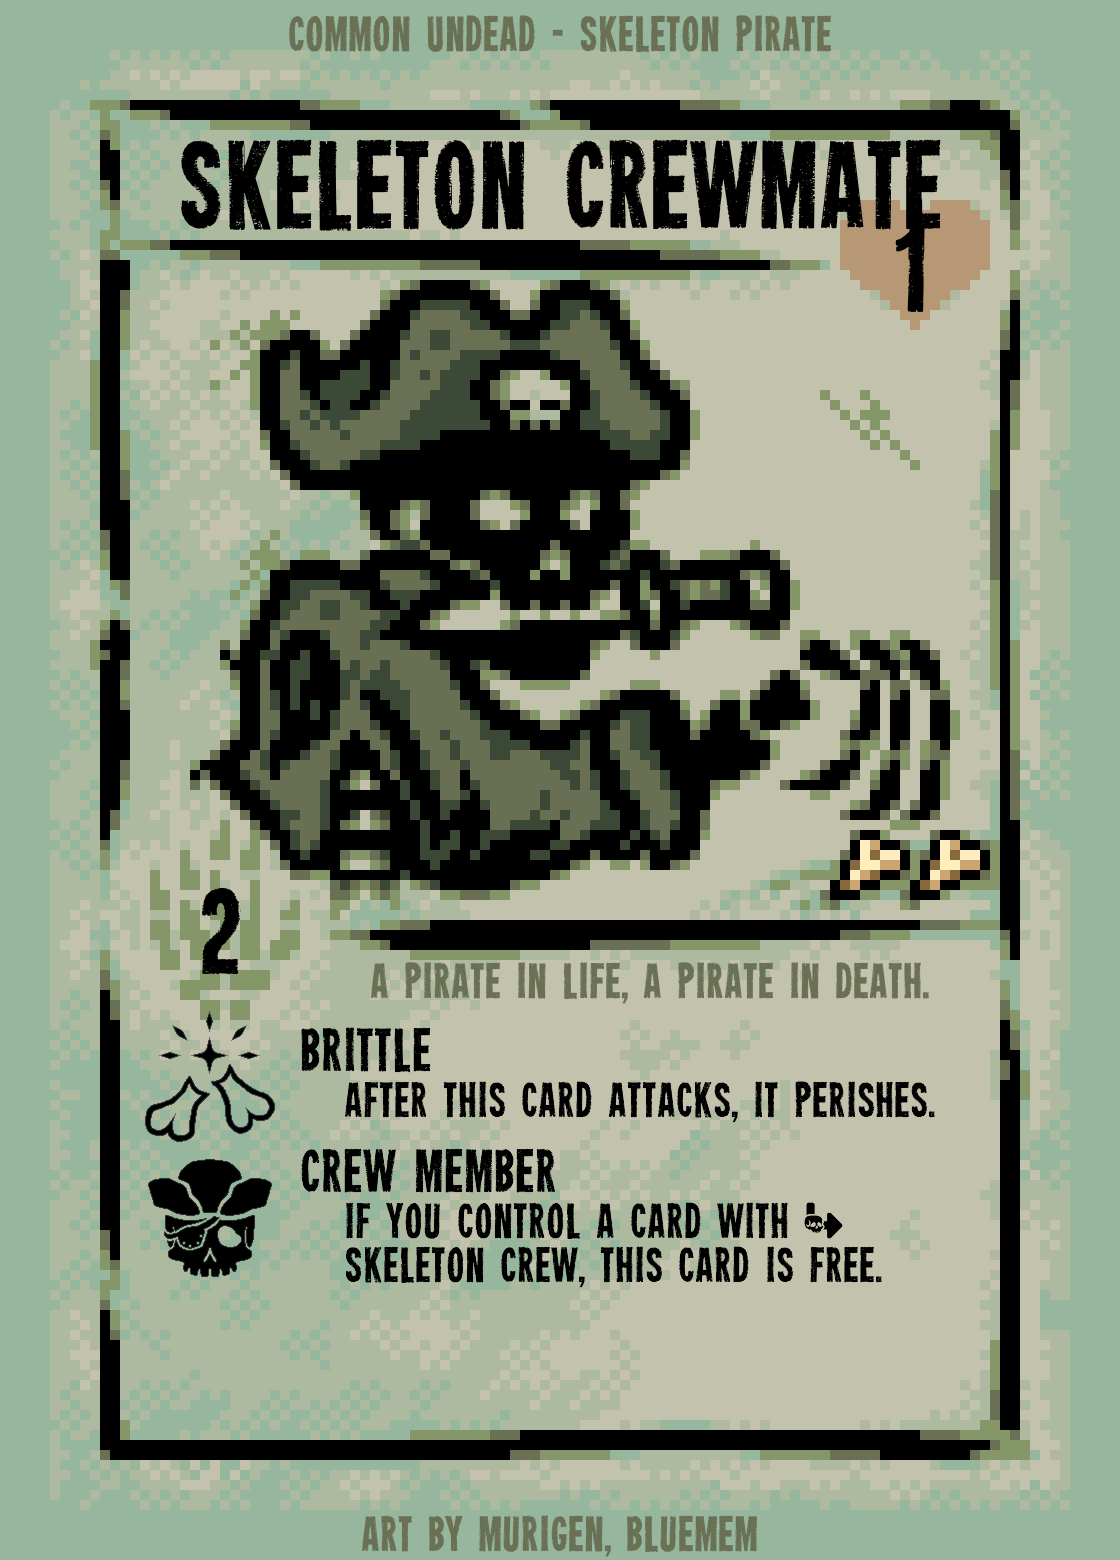 COMMON UNDEAD - SKELETON PIRATE
SKELETON CREWMATE
1
2
A PIRATE IN LIFE, A PIRATE IN DEATH.
BRITTLE
AFTER THIS CARD ATTACKS, IT PERISHES.
CREW MEMBER
IF YOU CONTROL A CARD WITH
SKELETON CREW, THIS CARD IS FREE.
ART BY MURIGEN, BLUEMEM